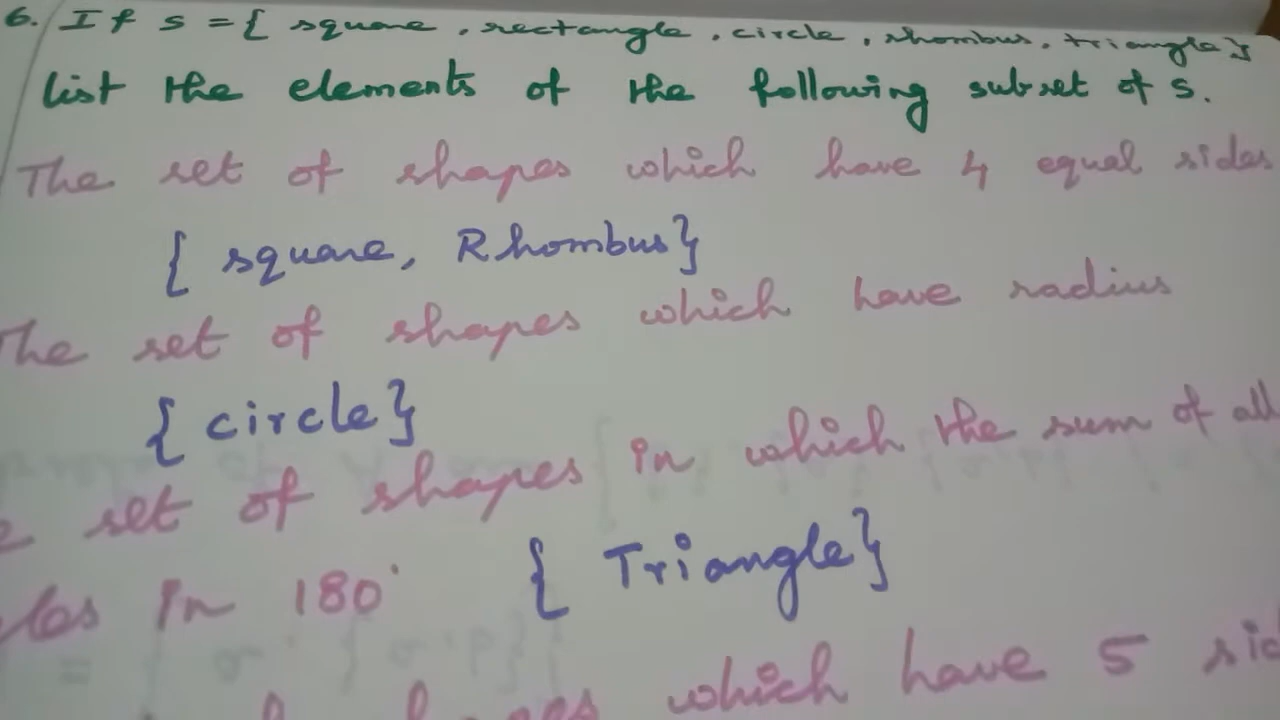 6. If s = { square, rectangle, circle, rhombus, triangle}
list the elements of the following subset of s.
The set of shapes which have 4 equal sides
{ square, Rhombus}
The set of shapes which have radius
{ circle}
set of shapes in which the sum of all
in 180°
{ Triangle}
which have 5